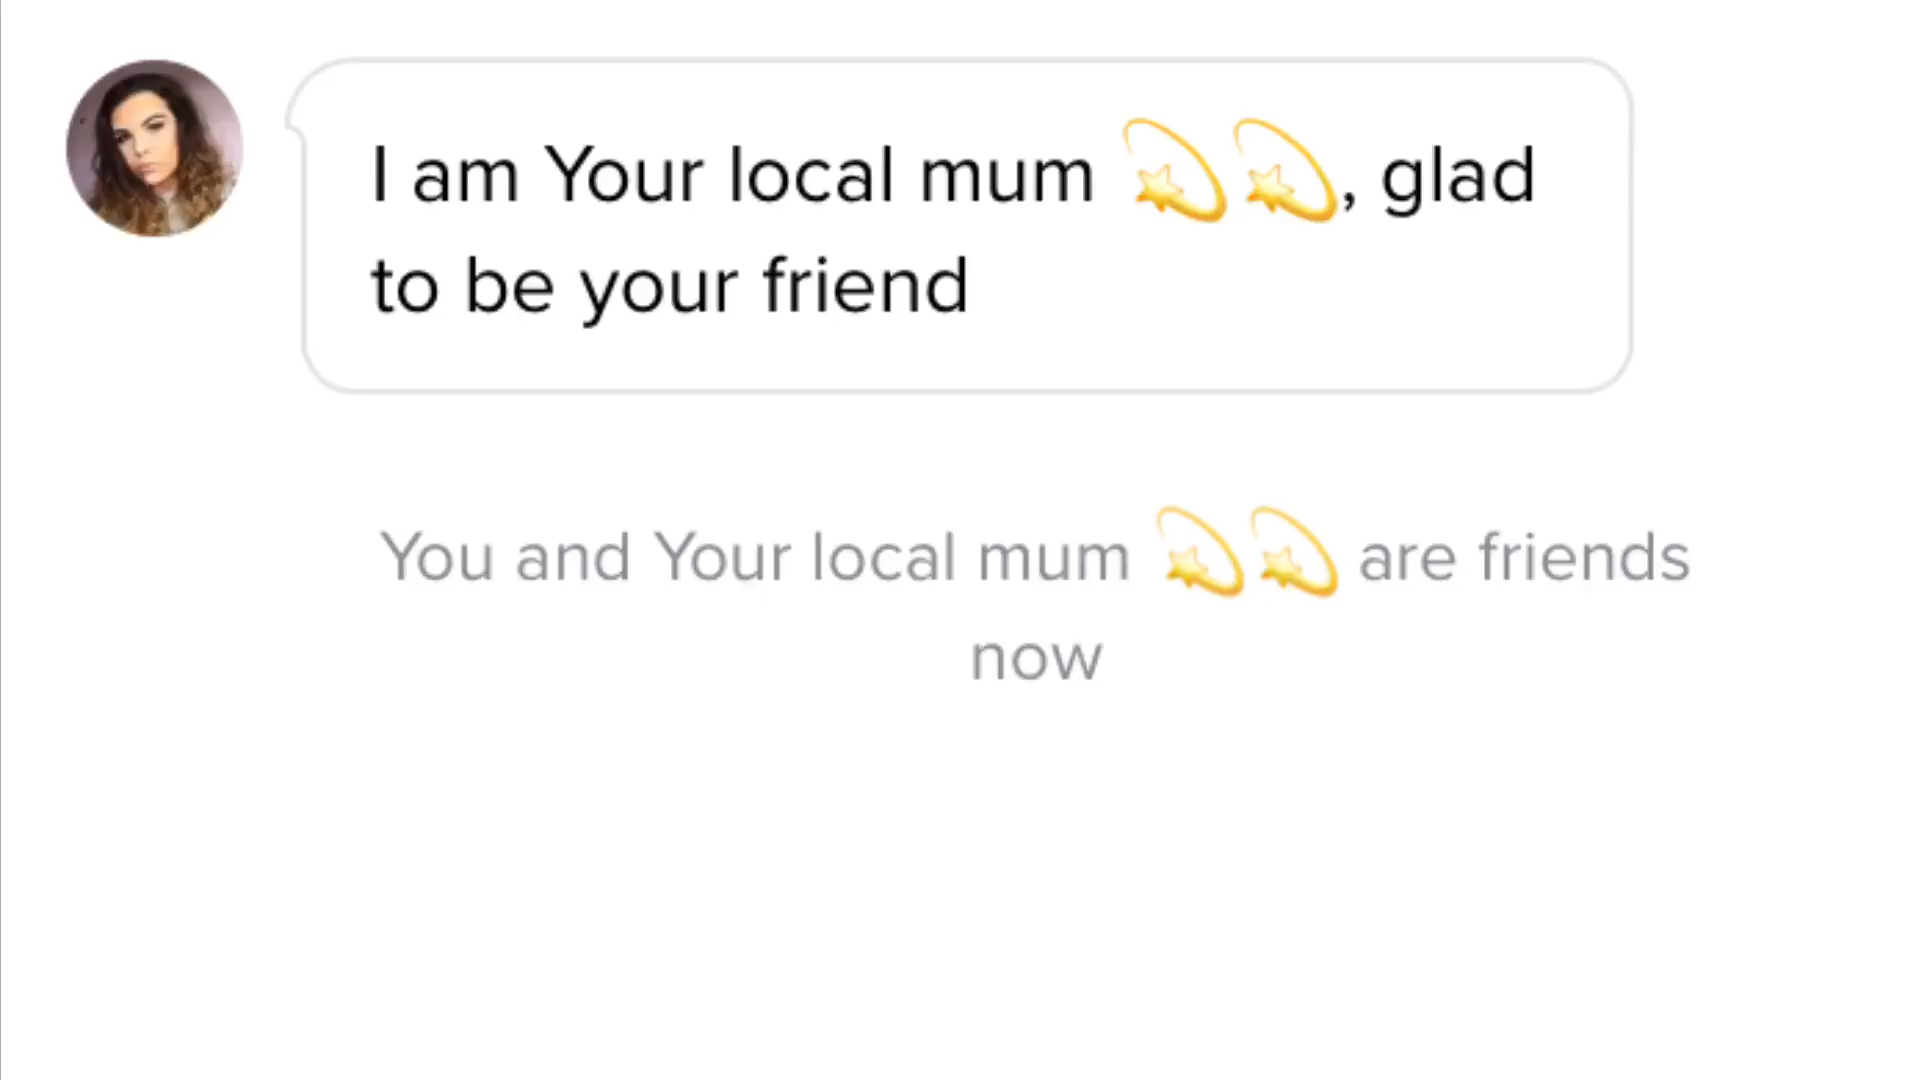 I am Your local mum 💫💫, glad
to be your friend
You and Your local mum 💫💫 are friends
now